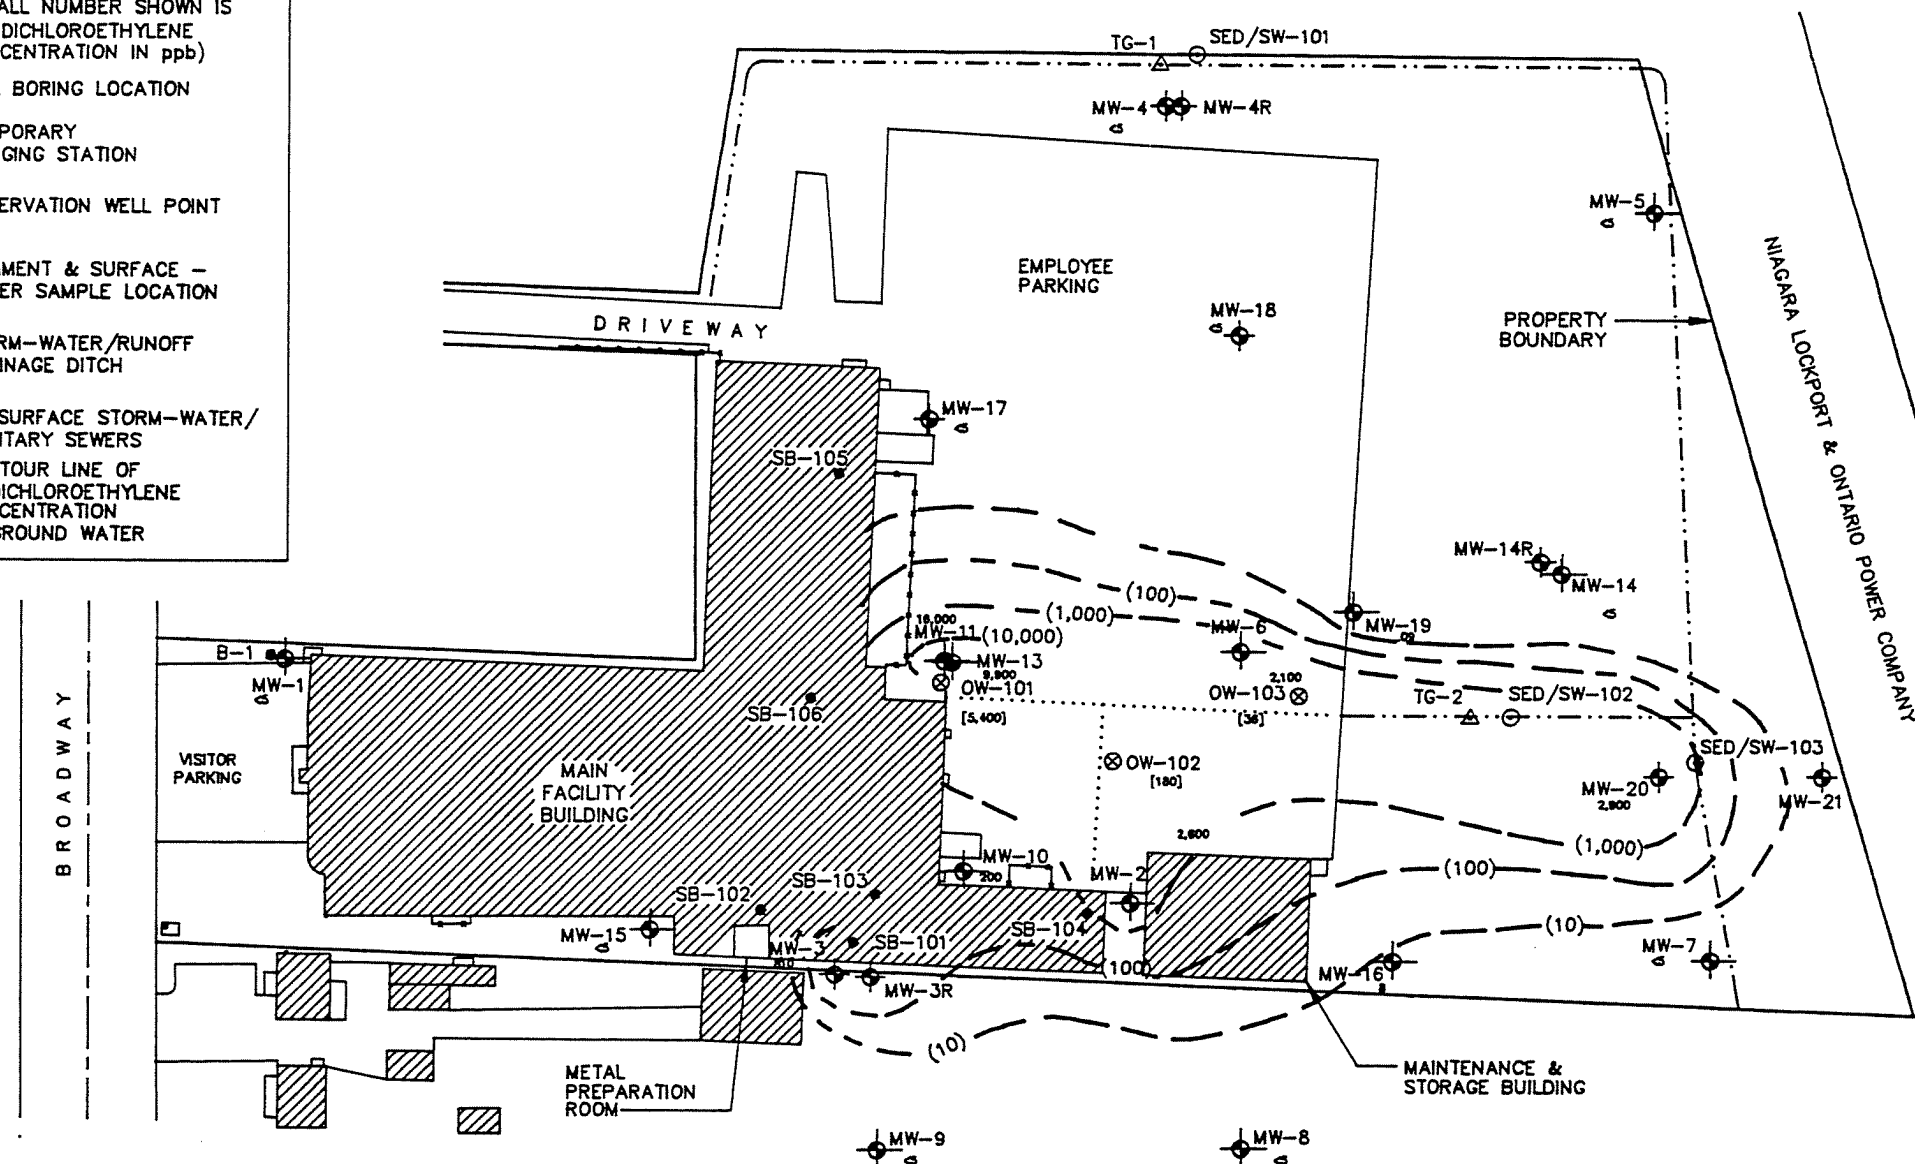 ALL NUMBER SHOWN IS
DICHLOROETHYLENE
CENTRATION IN ppb)
BORING LOCATION
PORARY
GING STATION
ERVATION WELL POINT
MENT & SURFACE –
ER SAMPLE LOCATION
RM–WATER/RUNOFF
INAGE DITCH
SURFACE STORM–WATER/
ITARY SEWERS
TOUR LINE OF
DICHLOROETHYLENE
CENTRATION
GROUND WATER
TG–1
SED/SW–101
MW–4
MW–4R
MW–5
EMPLOYEE
PARKING
MW–18
PROPERTY
BOUNDARY
NIAGARA LOCKPORT & ONTARIO POWER COMPANY
DRIVEWAY
MW–17
SB–105
MW–14R
MW–14
(100)
(1,000)
(10,000)
MW–11
MW–6
MW–19
B–1
MW–1
MW–13
9,900
OW–101
[5,400]
2,100
OW–103
[36]
TG–2
SED/SW–102
SB–106
SED/SW–103
BROADWAY
VISITOR
PARKING
MAIN
FACILITY
BUILDING
OW–102
[180]
MW–20
2,900
MW–21
2,600
(1,000)
MW–10
200
MW–2
(100)
SB–103
SB–102
SB–104
(10)
MW–15
SB–101
MW–3
MW–3R
(100)
MW–16
MW–7
(10)
METAL
PREPARATION
ROOM
MAINTENANCE &
STORAGE BUILDING
MW–9
MW–8